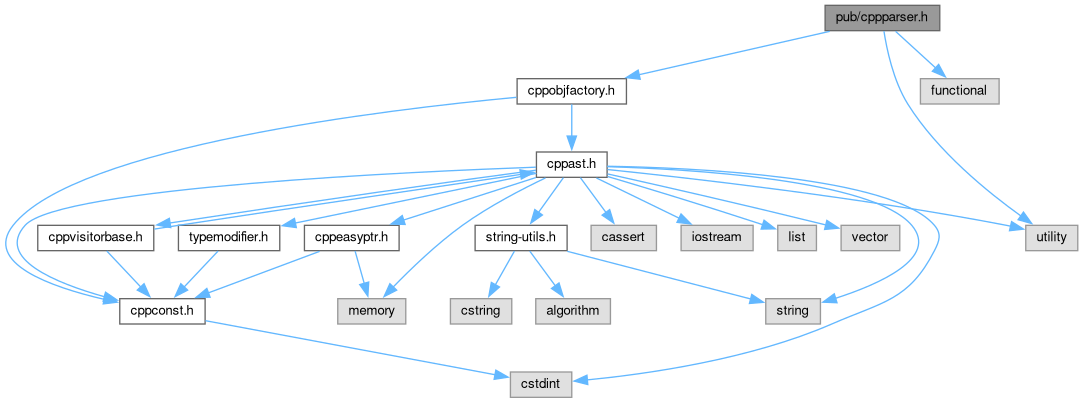 pub/cppparser.h
cppobjfactory.h
functional
cppast.h
cppvisitorbase.h
typemodifier.h
cppeasyptr.h
string-utils.h
cassert
iostream
list
vector
utility
cppconst.h
memory
cstring
algorithm
string
cstdint